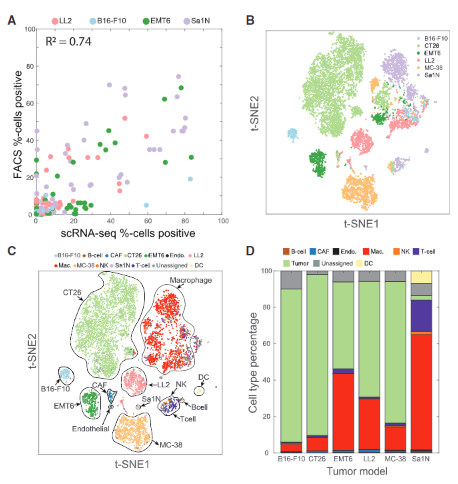 A
LL2 B16-F10 EMT6 Sa1N
R² = 0.74
FACS %-cells positive
100
80
60
40
20
0
0 20 40 60 80 100
scRNA-seq %-cells positive
B
B16-F10
CT26
EMT6
LL2
MC-38
Sa1N
t-SNE2
t-SNE1
C
B16-F10 B-cell CAF CT26 EMT6 Endo. LL2
Mac. MC-38 NK Sa1N T-cell Unassigned DC
CT26
Macrophage
B16-F10
CAF
LL2
NK
DC
EMT6
Sa1N
Bcell
Endothelial
Tcell
MC-38
t-SNE2
t-SNE1
D
B-cell CAF Endo. Mac. NK T-cell
Tumor Unassigned DC
Cell type percentage
100
80
60
40
20
0
B16-F10 CT26 EMT6 LL2 MC-38 Sa1N
Tumor model